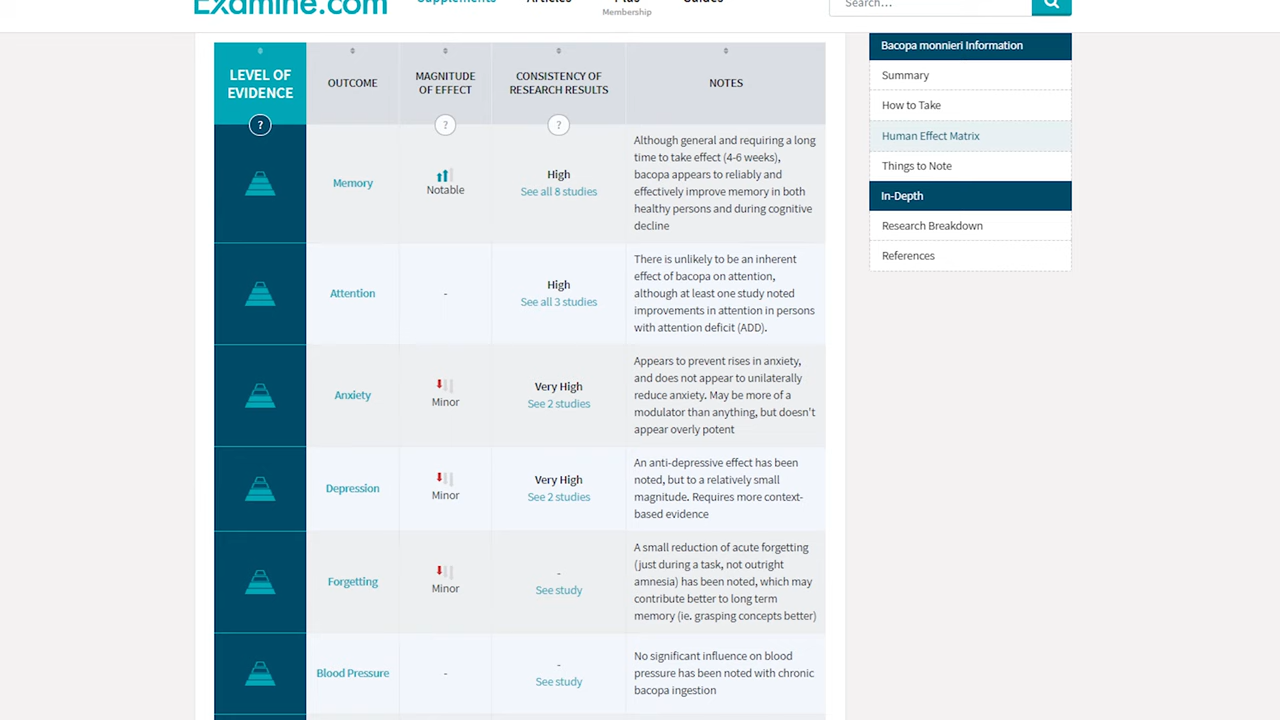 Examine.com
Supplements
Articles
Plus
Membership
Guides
Search...
LEVEL OF
EVIDENCE
?
OUTCOME
MAGNITUDE
OF EFFECT
?
CONSISTENCY OF
RESEARCH RESULTS
?
NOTES
Memory
Notable
High
See all 8 studies
Although general and requiring a long
time to take effect (4-6 weeks),
bacopa appears to reliably and
effectively improve memory in both
healthy persons and during cognitive
decline
Attention
-
High
See all 3 studies
There is unlikely to be an inherent
effect of bacopa on attention,
although at least one study noted
improvements in attention in persons
with attention deficit (ADD).
Anxiety
Minor
Very High
See 2 studies
Appears to prevent rises in anxiety,
and does not appear to unilaterally
reduce anxiety. May be more of a
modulator than anything, but doesn't
appear overly potent
Depression
Minor
Very High
See 2 studies
An anti-depressive effect has been
noted, but to a relatively small
magnitude. Requires more context-
based evidence
Forgetting
Minor
-
See study
A small reduction of acute forgetting
(just during a task, not outright
amnesia) has been noted, which may
contribute better to long term
memory (ie. grasping concepts better)
Blood Pressure
-
-
See study
No significant influence on blood
pressure has been noted with chronic
bacopa ingestion
Bacopa monnieri Information
Summary
How to Take
Human Effect Matrix
Things to Note
In-Depth
Research Breakdown
References